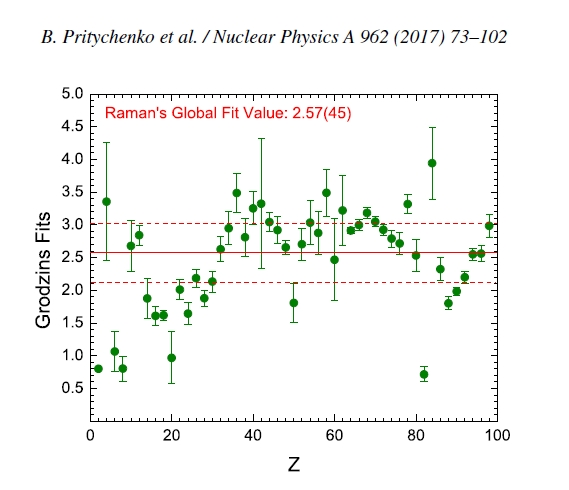 B. Pritychenko et al. / Nuclear Physics A 962 (2017) 73–102
5.0
Raman's Global Fit Value: 2.57(45)
4.5
4.0
3.5
3.0
2.5
2.0
1.5
1.0
0.5
Grodzins Fits
0 20 40 60 80 100
Z